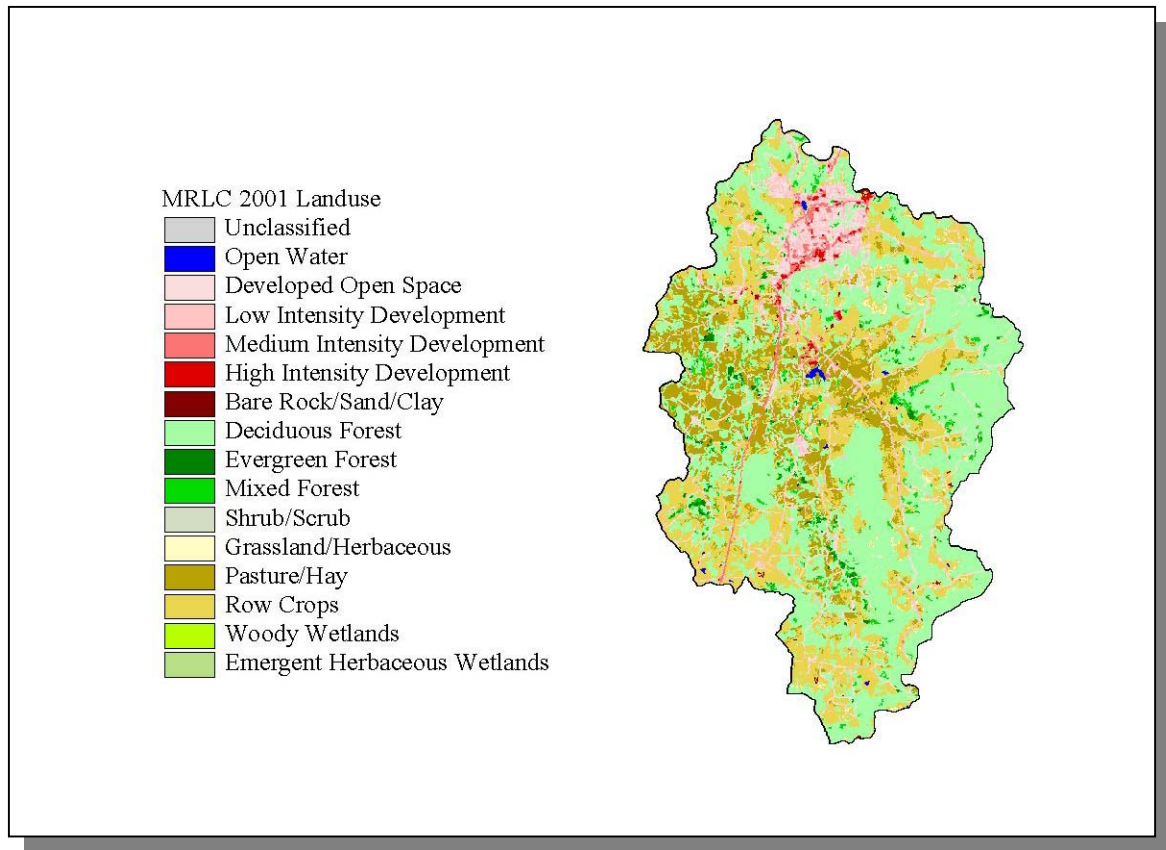 MRLC 2001 Landuse
Unclassified
Open Water
Developed Open Space
Low Intensity Development
Medium Intensity Development
High Intensity Development
Bare Rock/Sand/Clay
Deciduous Forest
Evergreen Forest
Mixed Forest
Shrub/Scrub
Grassland/Herbaceous
Pasture/Hay
Row Crops
Woody Wetlands
Emergent Herbaceous Wetlands